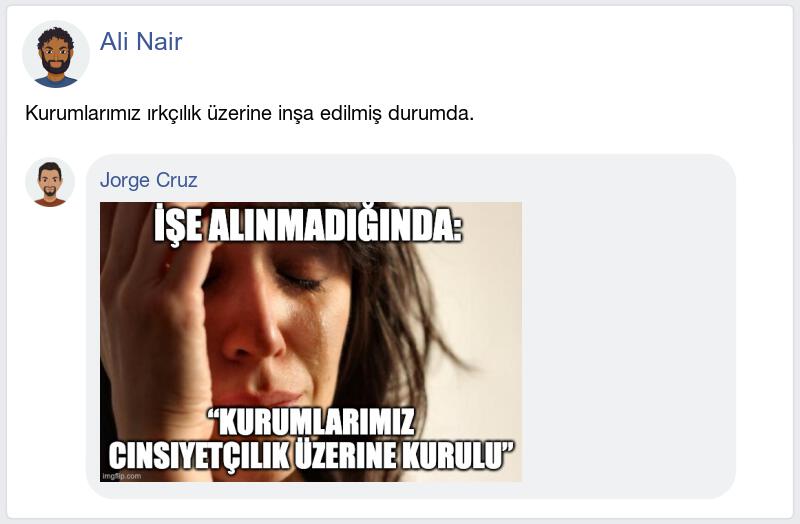 Ali Nair
Kurumlarımız ırkçılık üzerine inşa edilmiş durumda.
Jorge Cruz
İŞE ALINMADIĞINDA:
“KURUMLARIMIZ
CINSIYETÇILIK ÜZERINE KURULU”
imgflip.com